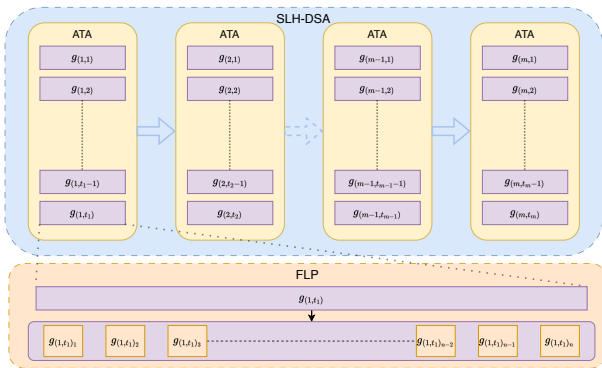 SLH-DSA
ATA ATA ATA ATA
g(1,1) g(2,1) g(m−1,1) g(m,1)
g(1,2) g(2,2) g(m−1,2) g(m,2)
g(1,t₁−1) g(2,t₂−1) g(m−1,tₘ₋₁−1) g(m,tₘ−1)
g(1,t₁) g(2,t₂) g(m−1,tₘ₋₁) g(m,tₘ)
FLP
g(1,t₁)
g(1,t₁)₁ g(1,t₁)₂ g(1,t₁)₃ g(1,t₁)ₙ₋₂ g(1,t₁)ₙ₋₁ g(1,t₁)ₙ